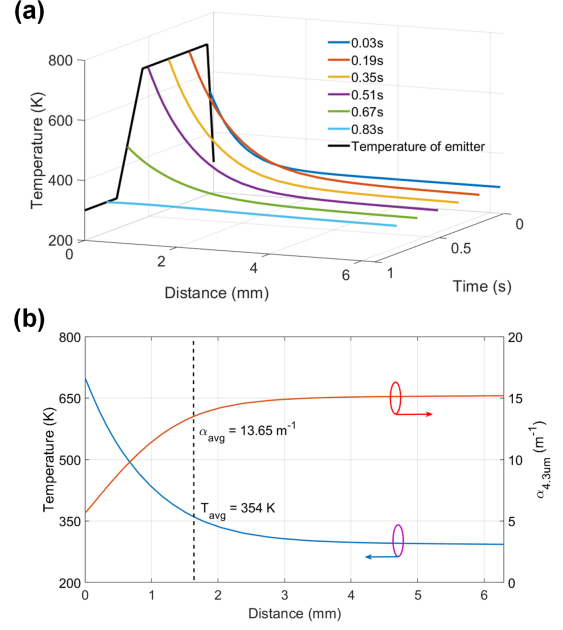 (a)
800
600
400
200
Temperature (K)
0
2
4
6
Distance (mm)
1
0.5
0
Time (s)
0.03s
0.19s
0.35s
0.51s
0.67s
0.83s
Temperature of emitter
(b)
800
650
500
350
200
Temperature (K)
20
15
10
5
0
α4.3um (m⁻¹)
αavg = 13.65 m⁻¹
Tavg = 354 K
0
1
2
3
4
5
6
Distance (mm)